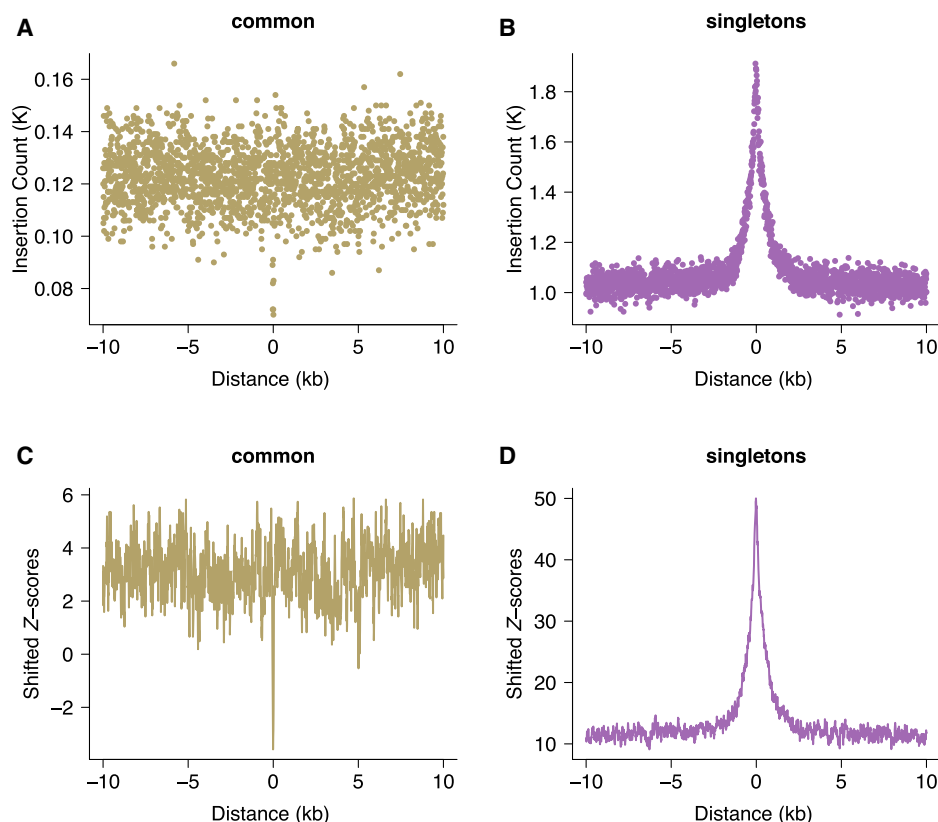 A
common
Insertion Count (K)
0.16
0.14
0.12
0.10
0.08
−10
−5
0
5
10
Distance (kb)
B
singletons
Insertion Count (K)
1.8
1.6
1.4
1.2
1.0
−10
−5
0
5
10
Distance (kb)
C
common
Shifted Z−scores
6
4
2
0
−2
−10
−5
0
5
10
Distance (kb)
D
singletons
Shifted Z−scores
50
40
30
20
10
−10
−5
0
5
10
Distance (kb)